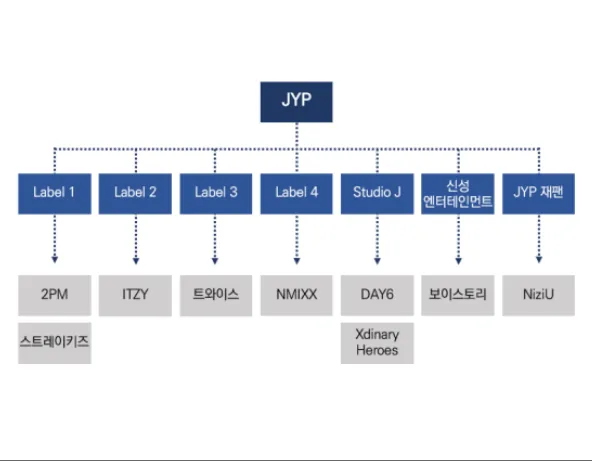 JYP
Label 1
Label 2
Label 3
Label 4
Studio J
신성
엔터테인먼트
JYP 재팬
2PM
ITZY
트와이스
NMIXX
DAY6
보이스토리
NiziU
스트레이키즈
Xdinary
Heroes